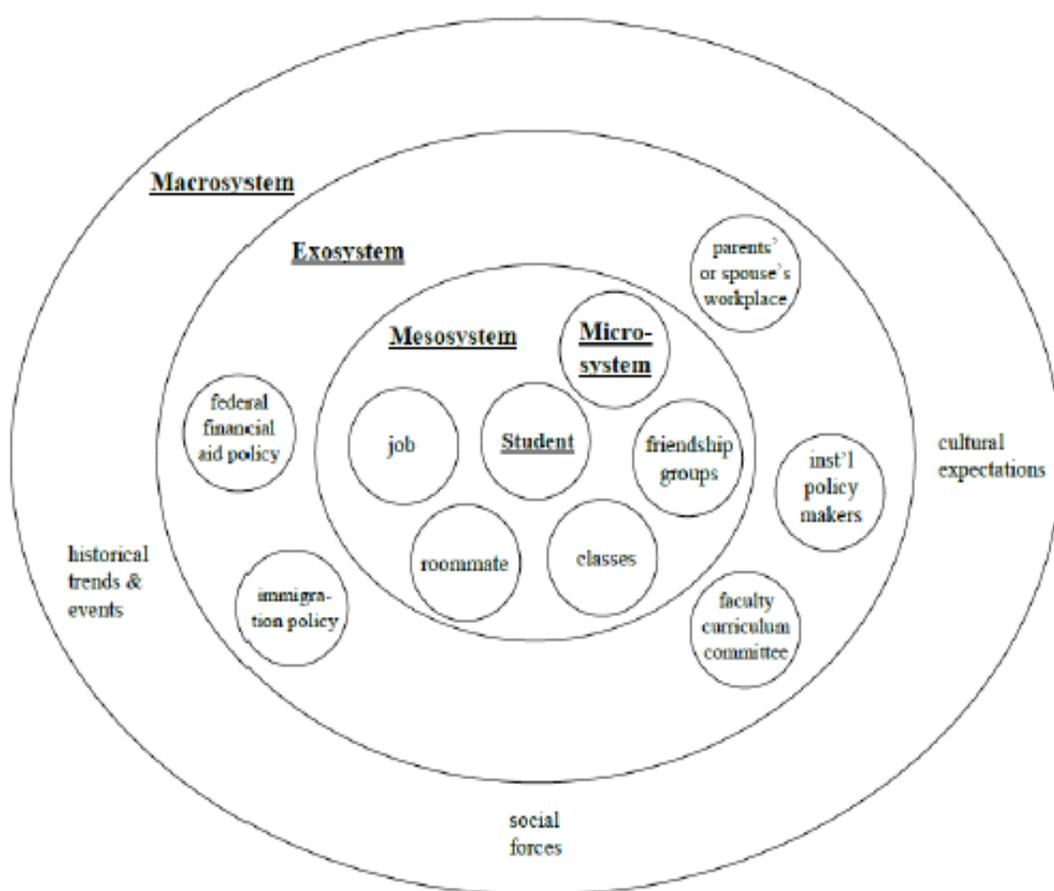 Macrosystem
Exosystem
parents'
or spouse's
workplace
Mesosystem
Micro-
system
federal
financial
aid policy
job
Student
friendship
groups
inst'l
policy
makers
cultural
expectations
historical
trends &
events
roommate
classes
immigra-
tion policy
faculty
curriculum
committee
social
forces